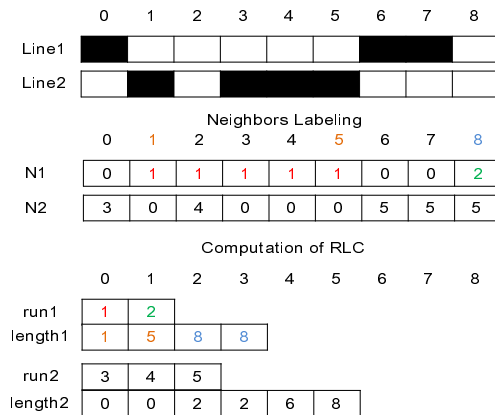 0 1 2 3 4 5 6 7 8
Line1
Line2
Neighbors Labeling
0 1 2 3 4 5 6 7 8
N1 0 1 1 1 1 1 0 0 2
N2 3 0 4 0 0 0 5 5 5
Computation of RLC
0 1 2 3 4 5 6 7 8
run1 1 2
length1 1 5 8 8
run2 3 4 5
length2 0 0 2 2 6 8